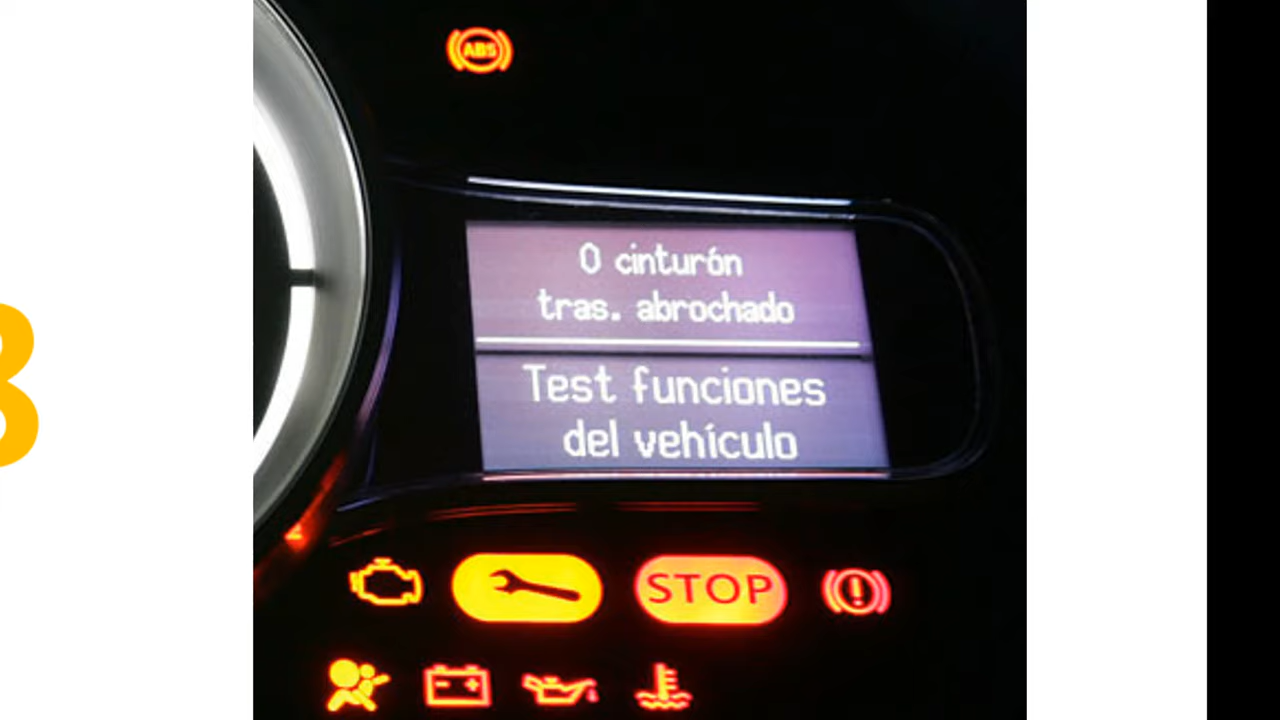 ABS
0 cinturón
tras. abrochado
Test funciones
del vehículo
STOP